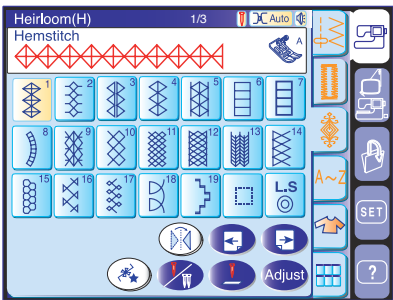 Heirloom(H) 1/3 Auto
Hemstitch A
1 2 3 4 5 6 7
8 9 10 11 12 13 14
15 16 17 18 19 L.S
Adjust
A~Z
SET
?